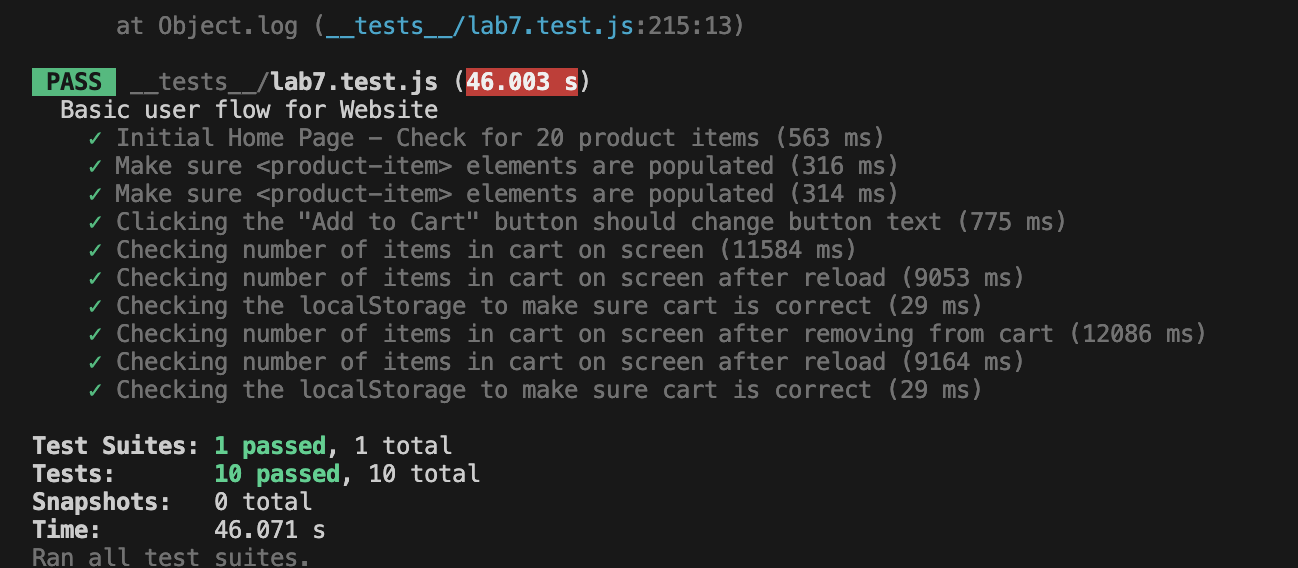 at Object.log (__tests__/lab7.test.js:215:13)
PASS __tests__/lab7.test.js (46.003 s)
Basic user flow for Website
✓ Initial Home Page – Check for 20 product items (563 ms)
✓ Make sure <product-item> elements are populated (316 ms)
✓ Make sure <product-item> elements are populated (314 ms)
✓ Clicking the "Add to Cart" button should change button text (775 ms)
✓ Checking number of items in cart on screen (11584 ms)
✓ Checking number of items in cart on screen after reload (9053 ms)
✓ Checking the localStorage to make sure cart is correct (29 ms)
✓ Checking number of items in cart on screen after removing from cart (12086 ms)
✓ Checking number of items in cart on screen after reload (9164 ms)
✓ Checking the localStorage to make sure cart is correct (29 ms)
Test Suites: 1 passed, 1 total
Tests: 10 passed, 10 total
Snapshots: 0 total
Time: 46.071 s
Ran all test suites.